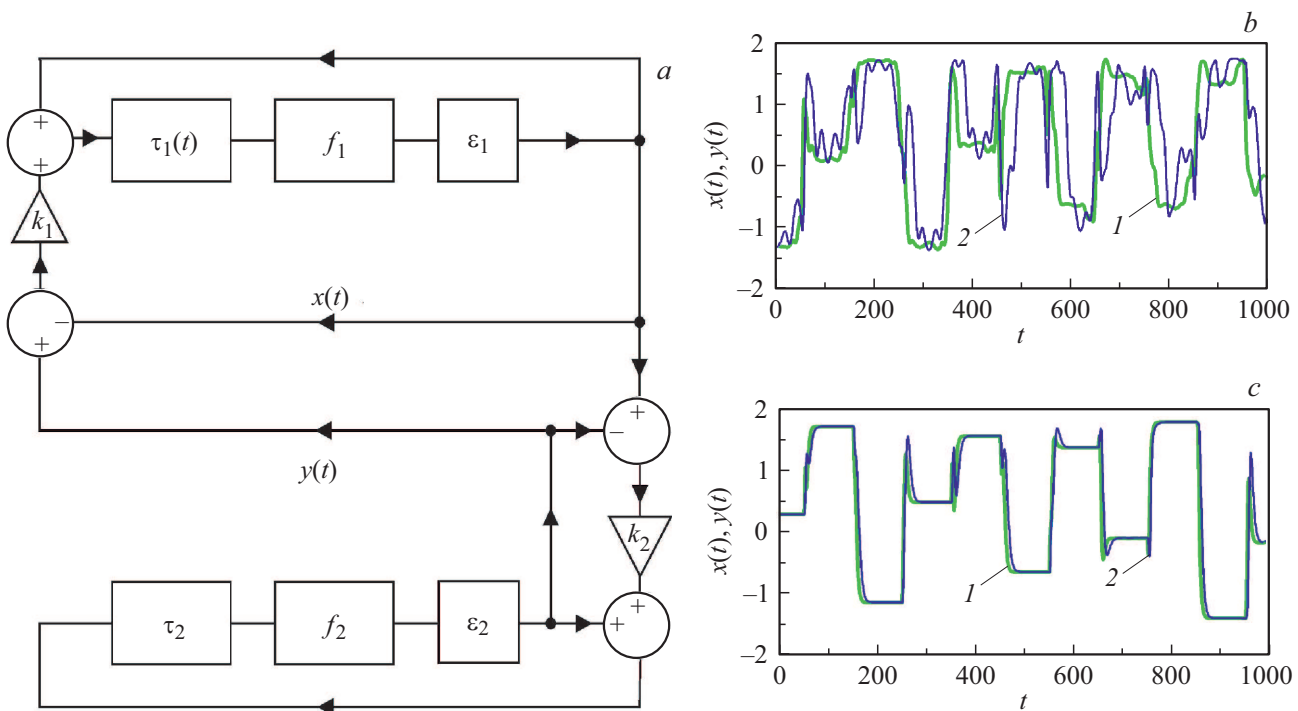 a
+
+
τ₁(t)
f₁
ε₁
k₁
−
−
+
x(t)
+
−
y(t)
k₂
τ₂
f₂
ε₂
+
+
b
2
1
0
−1
−2
x(t), y(t)
1
2
0 200 400 600 800 1000
t
c
2
1
0
−1
−2
x(t), y(t)
1
2
0 200 400 600 800 1000
t